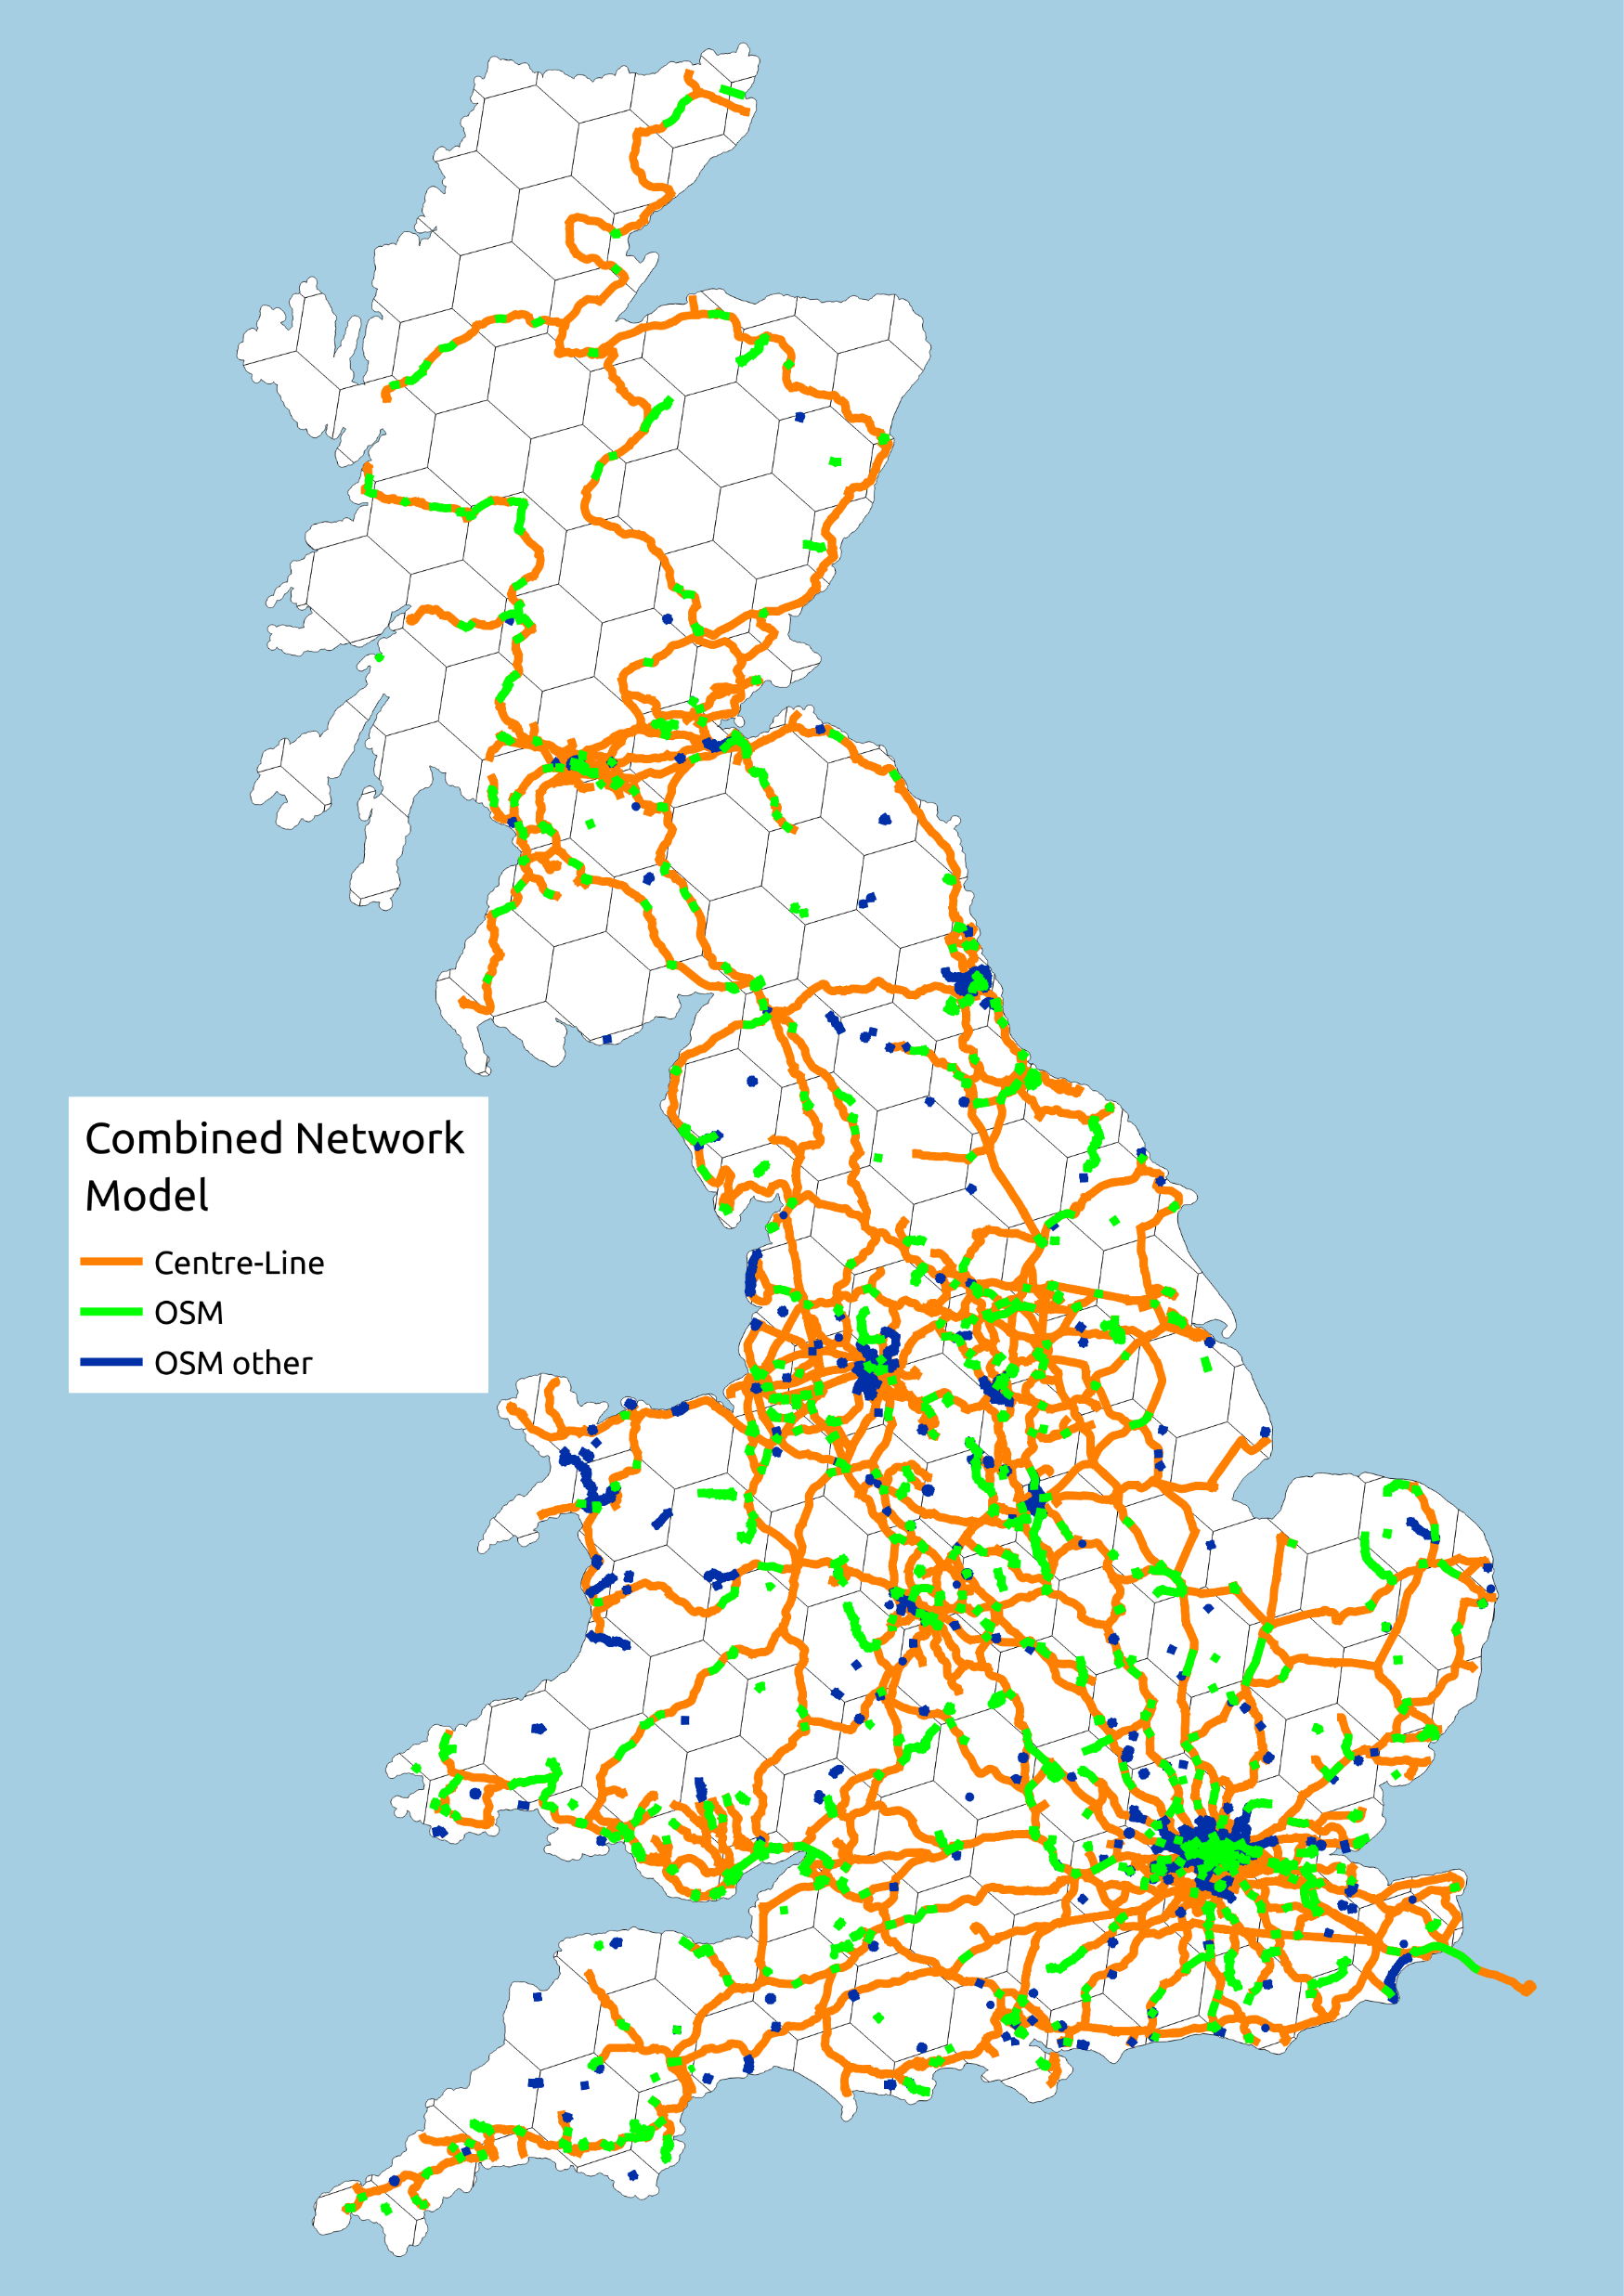 Combined Network
Model
Centre-Line
OSM
OSM other